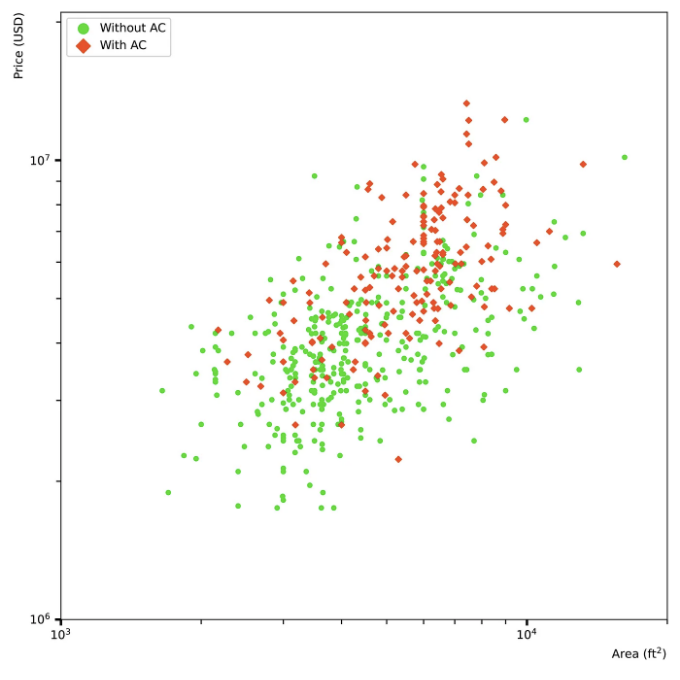 Price (USD)
Without AC
With AC
10⁷
10⁶
10³
10⁴
Area (ft²)